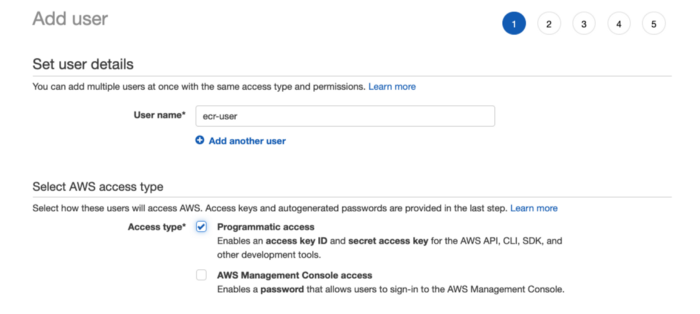 Add user
1 2 3 4 5
Set user details
You can add multiple users at once with the same access type and permissions. Learn more
User name* ecr-user
Add another user
Select AWS access type
Select how these users will access AWS. Access keys and autogenerated passwords are provided in the last step. Learn more
Access type* Programmatic access
Enables an access key ID and secret access key for the AWS API, CLI, SDK, and
other development tools.
AWS Management Console access
Enables a password that allows users to sign-in to the AWS Management Console.